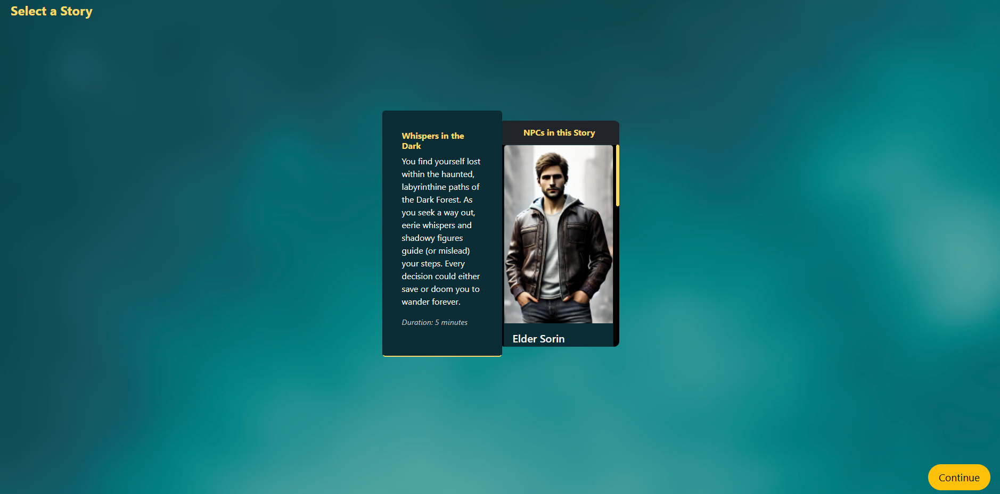 Select a Story
Whispers in the
Dark
You find yourself lost
within the haunted,
labyrinthine paths of
the Dark Forest. As
you seek a way out,
eerie whispers and
shadowy figures
guide (or mislead)
your steps. Every
decision could either
save or doom you to
wander forever.
Duration: 5 minutes
NPCs in this Story
Elder Sorin
Continue